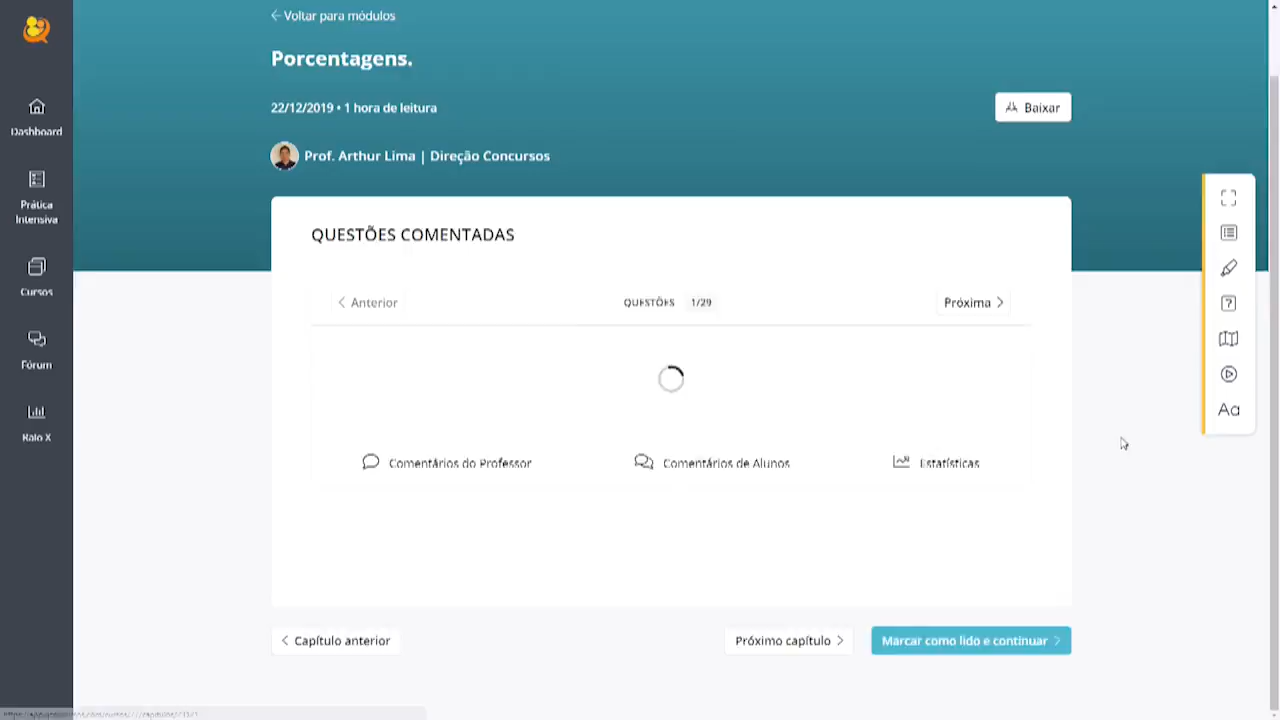 Voltar para módulos
Porcentagens.
22/12/2019 • 1 hora de leitura
Baixar
Prof. Arthur Lima | Direção Concursos
Dashboard
Prática
Intensiva
Cursos
Fórum
Raio X
QUESTÕES COMENTADAS
Anterior
QUESTÕES 1/29
Próxima
Comentários do Professor
Comentários de Alunos
Estatísticas
Aa
Capítulo anterior
Próximo capítulo
Marcar como lido e continuar